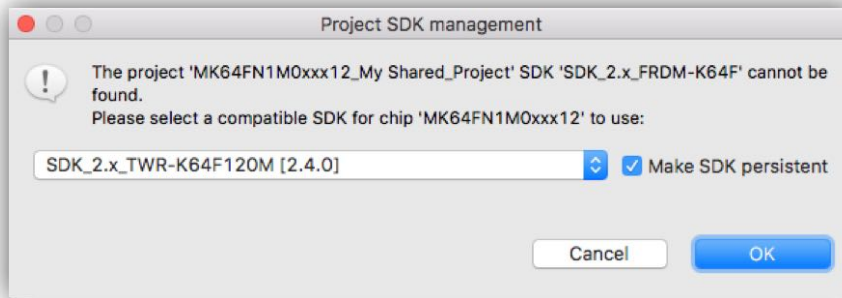 Project SDK management
The project 'MK64FN1M0xxx12_My Shared_Project' SDK 'SDK_2.x_FRDM-K64F' cannot be
found.
Please select a compatible SDK for chip 'MK64FN1M0xxx12' to use:
SDK_2.x_TWR-K64F120M [2.4.0] Make SDK persistent
Cancel OK